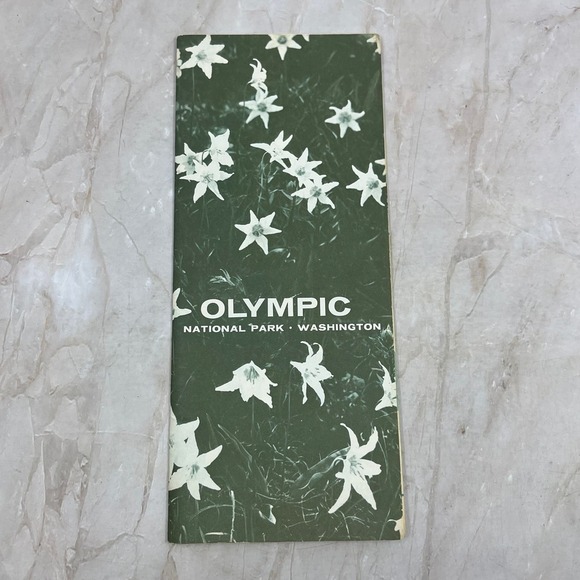 OLYMPIC
NATIONAL PARK · WASHINGTON